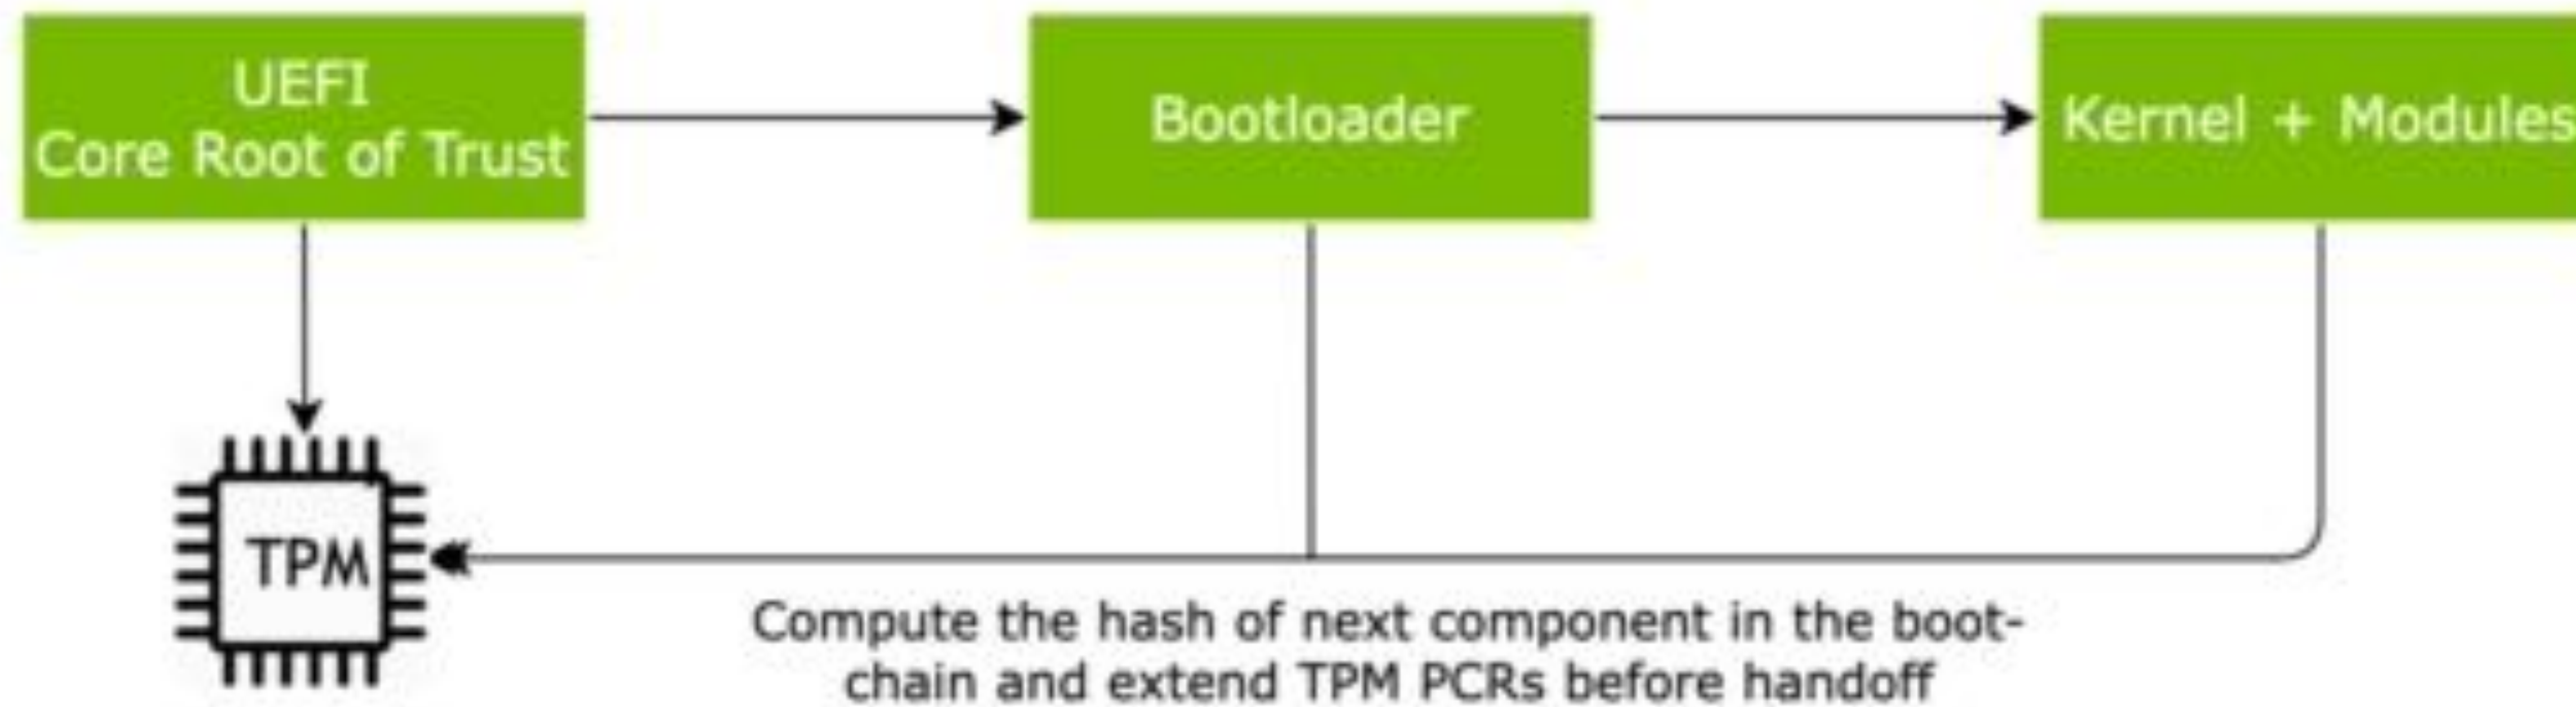 UEFI
Core Root of Trust
Bootloader
Kernel + Modules
TPM
Compute the hash of next component in the boot-
chain and extend TPM PCRs before handoff